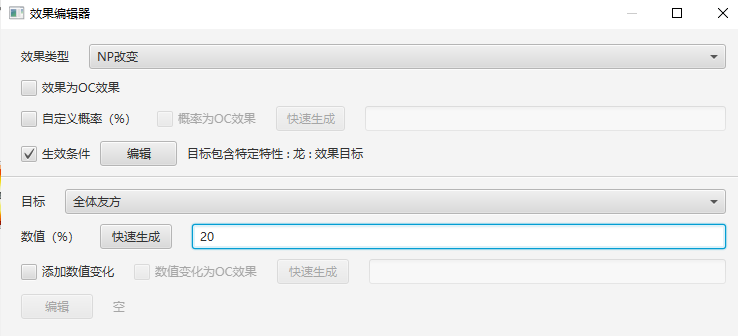 效果编辑器
效果类型 NP改变
效果为OC效果
自定义概率（%） 概率为OC效果 快速生成
生效条件 编辑 目标包含特定特性 : 龙 : 效果目标
目标 全体友方
数值（%） 快速生成 20
添加数值变化 数值变化为OC效果 快速生成
编辑 空